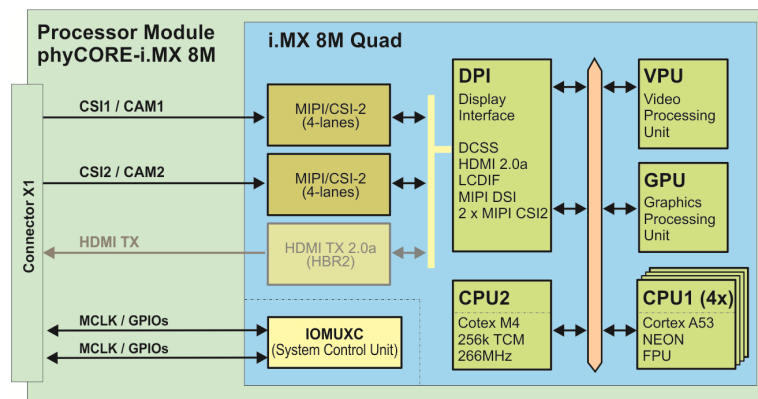 Processor Module
phyCORE-i.MX 8M
i.MX 8M Quad
Connector X1
CSI1 / CAM1
MIPI/CSI-2
(4-lanes)
CSI2 / CAM2
MIPI/CSI-2
(4-lanes)
HDMI TX
HDMI TX 2.0a
(HBR2)
MCLK / GPIOs
MCLK / GPIOs
IOMUXC
(System Control Unit)
DPI
Display
Interface
DCSS
HDMI 2.0a
LCDIF
MIPI DSI
2 x MIPI CSI2
VPU
Video
Processing
Unit
GPU
Graphics
Processing
Unit
CPU2
Cotex M4
256k TCM
266MHz
CPU1 (4x)
Cortex A53
NEON
FPU